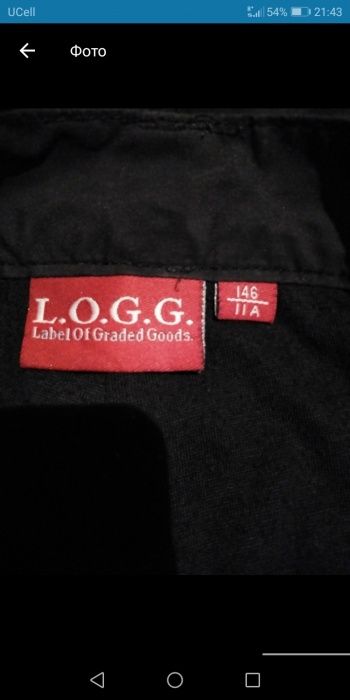 UCell
54%
21:43
Фото
L.O.G.G.
Label Of Graded Goods.
146
11A